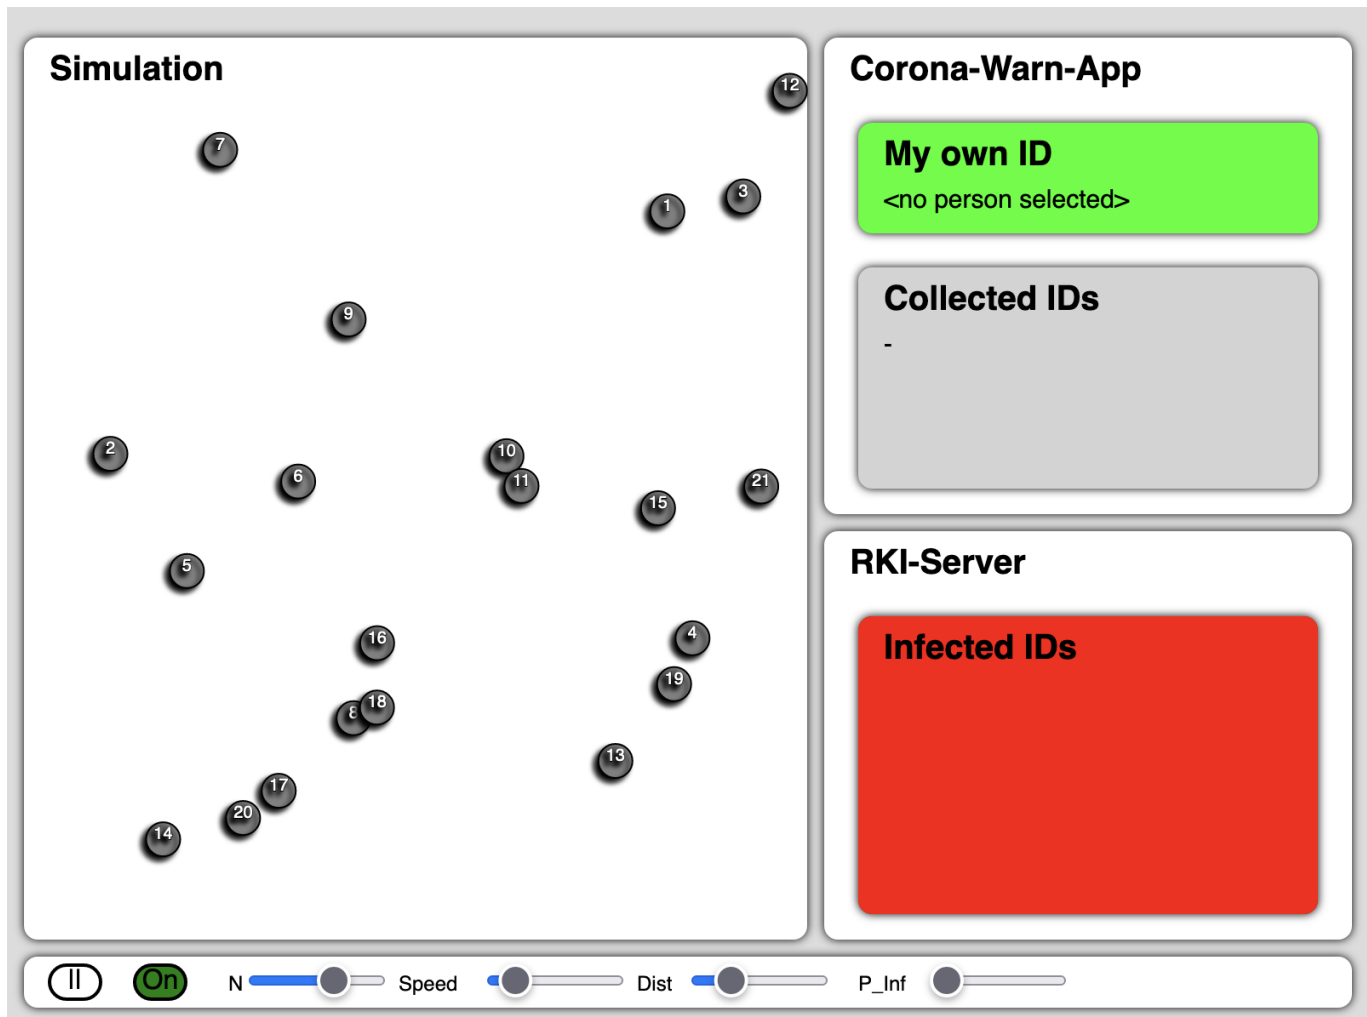 Simulation
12
7
3
1
9
2
10
6
11
21
15
5
16
4
19
18
8
13
17
20
14
Corona-Warn-App
My own ID
<no person selected>
Collected IDs
-
RKI-Server
Infected IDs
II
On
N
Speed
Dist
P_Inf